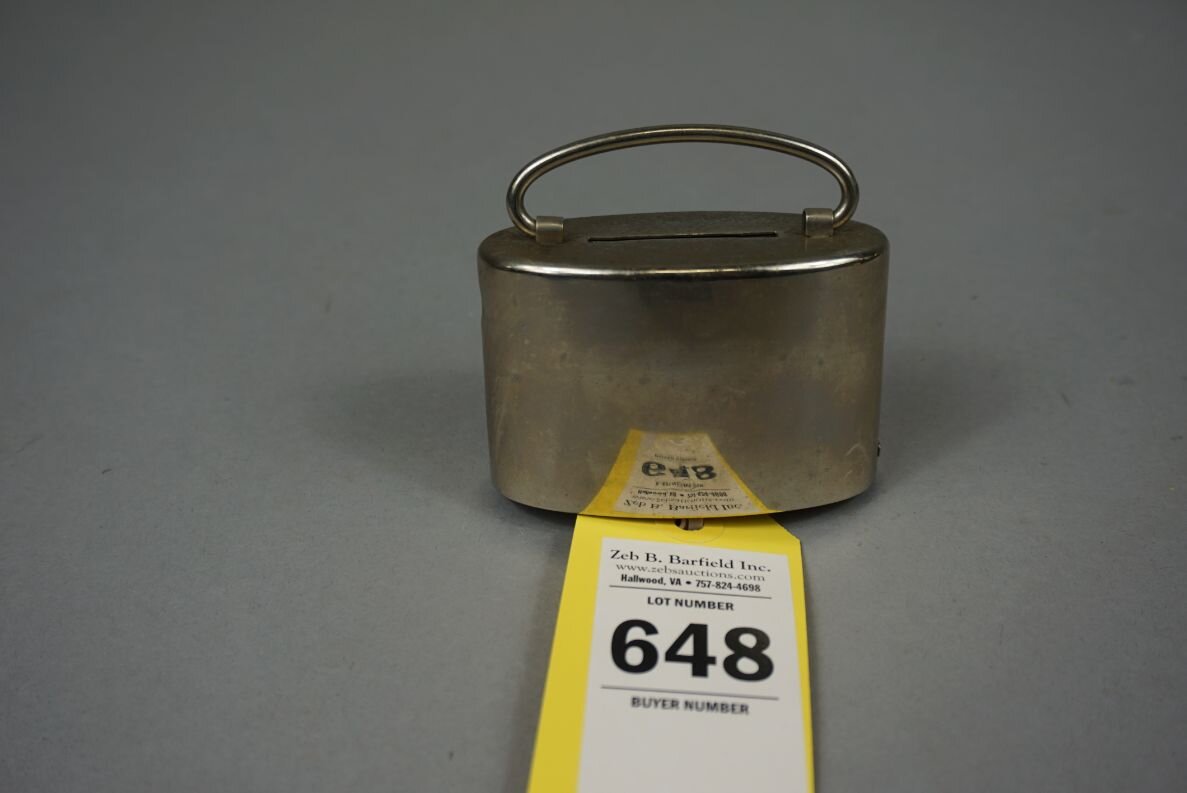 Zeb B. Barfield Inc.
www.zebsauctions.com
Hallwood, VA • 757-824-4698
LOT NUMBER
648
BUYER NUMBER